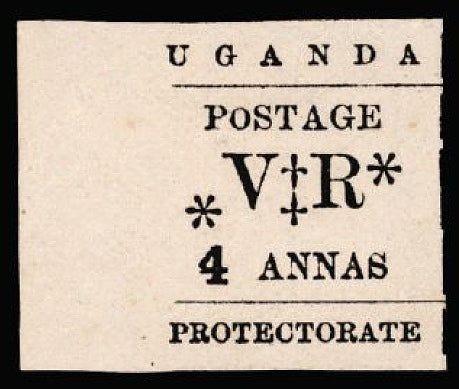 UGANDA
POSTAGE
*V‡R*
4 ANNAS
PROTECTORATE